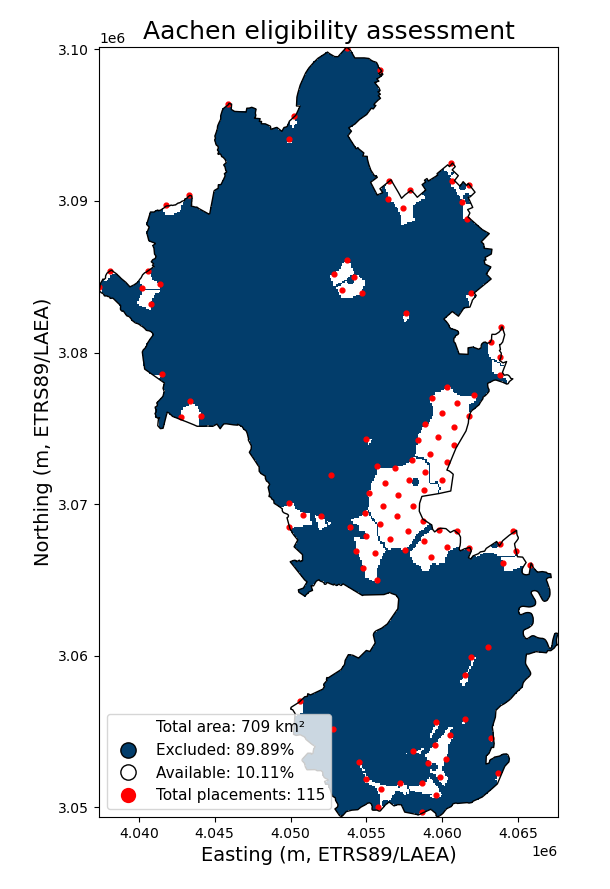 Aachen eligibility assessment
1e6
3.10
3.09
3.08
3.07
3.06
3.05
Northing (m, ETRS89/LAEA)
Total area: 709 km²
Excluded: 89.89%
Available: 10.11%
Total placements: 115
4.040 4.045 4.050 4.055 4.060 4.065
Easting (m, ETRS89/LAEA)
1e6